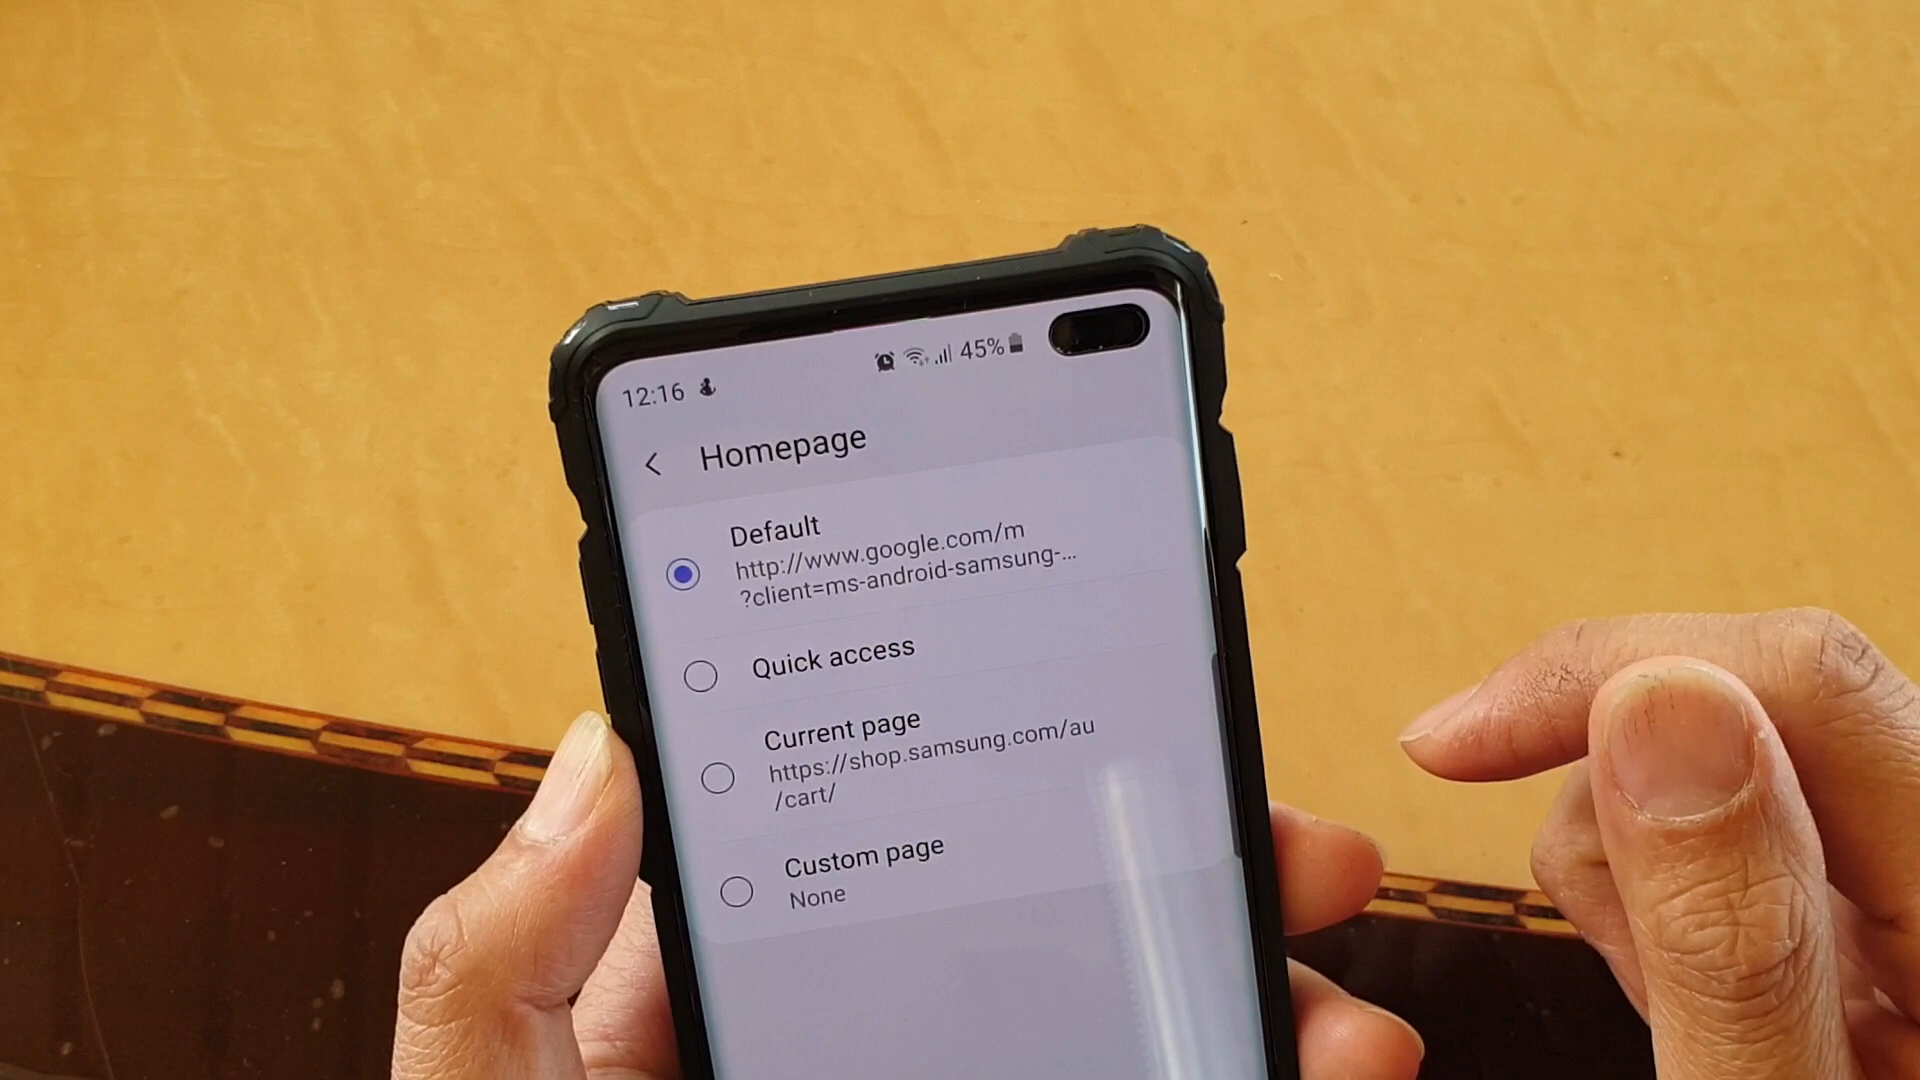 12:16 45%
Homepage
Default
http://www.google.com/m
?client=ms-android-samsung-...
Quick access
Current page
https://shop.samsung.com/au
/cart/
Custom page
None